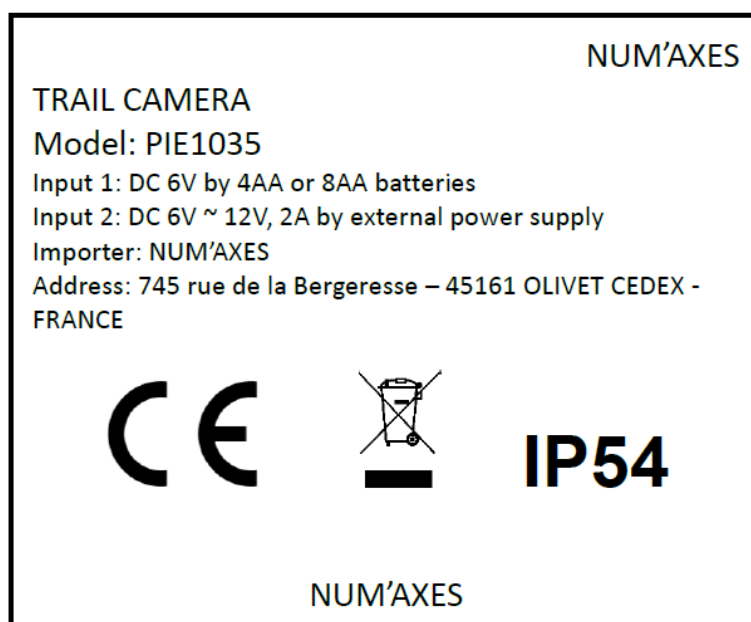 NUM'AXES
TRAIL CAMERA
Model: PIE1035
Input 1: DC 6V by 4AA or 8AA batteries
Input 2: DC 6V ~ 12V, 2A by external power supply
Importer: NUM'AXES
Address: 745 rue de la Bergeresse – 45161 OLIVET CEDEX -
FRANCE
CE
IP54
NUM'AXES